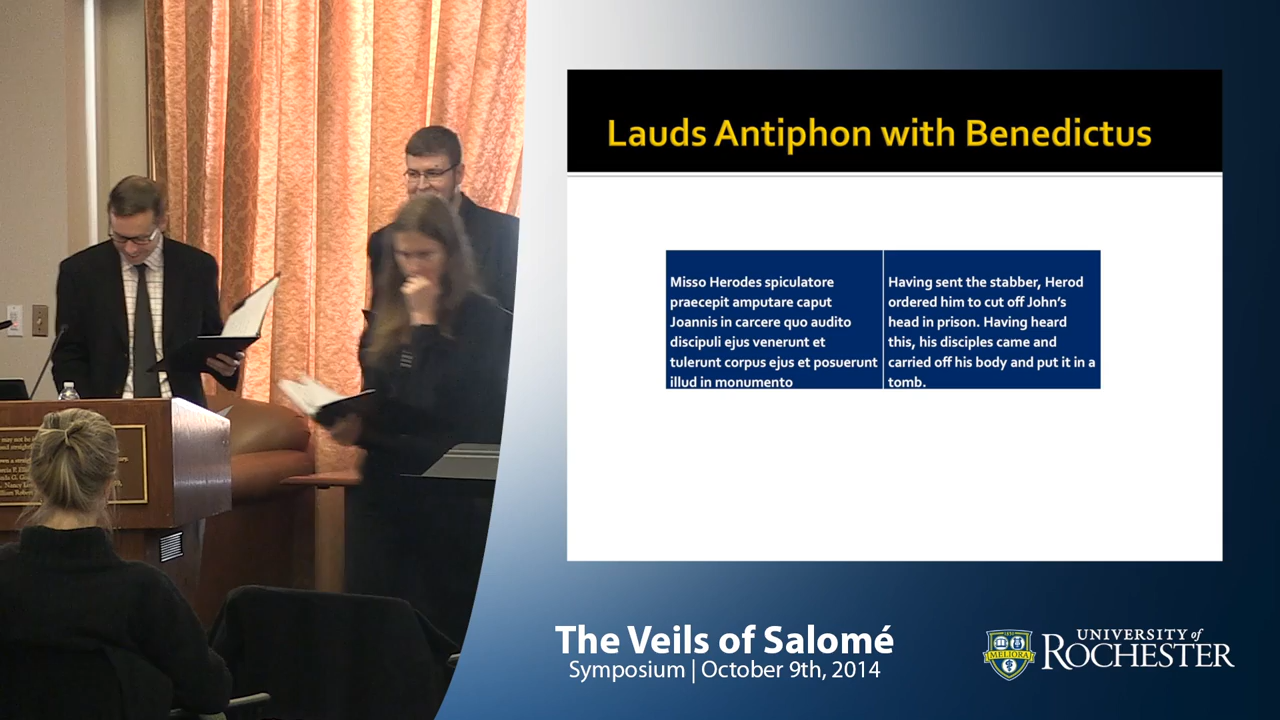 Lauds Antiphon with Benedictus
Misso Herodes spiculatore
praecepit amputare caput
Joannis in carcere quo audito
discipuli ejus venerunt et
tulerunt corpus ejus et posuerunt
illud in monumento
Having sent the stabber, Herod
ordered him to cut off John's
head in prison. Having heard
this, his disciples came and
carried off his body and put it in a
tomb.
The Veils of Salomé
Symposium | October 9th, 2014
MELIORA
UNIVERSITY of
ROCHESTER
may not be